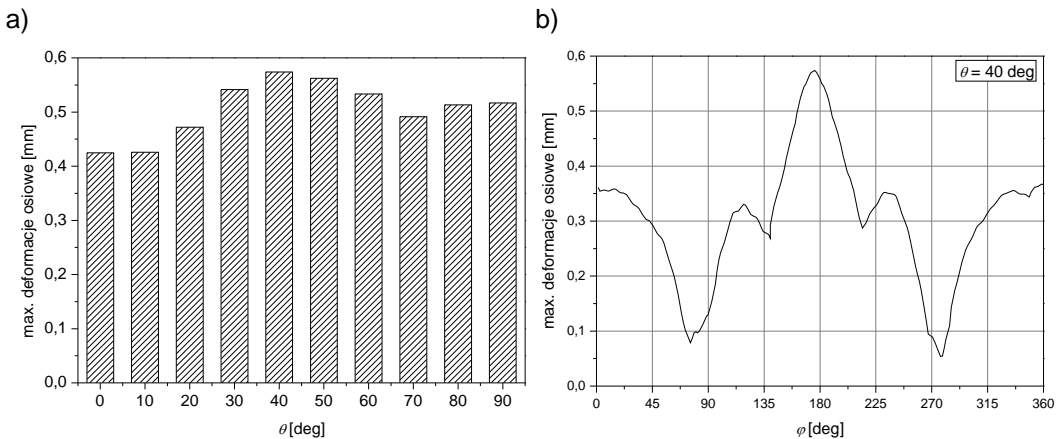 a)
max. deformacje osiowe [mm]
0,6
0,5
0,4
0,3
0,2
0,1
0,0
0 10 20 30 40 50 60 70 80 90
θ [deg]
b)
max. deformacje osiowe [mm]
0,6
0,5
0,4
0,3
0,2
0,1
0,0
0 45 90 135 180 225 270 315 360
φ [deg]
θ = 40 deg